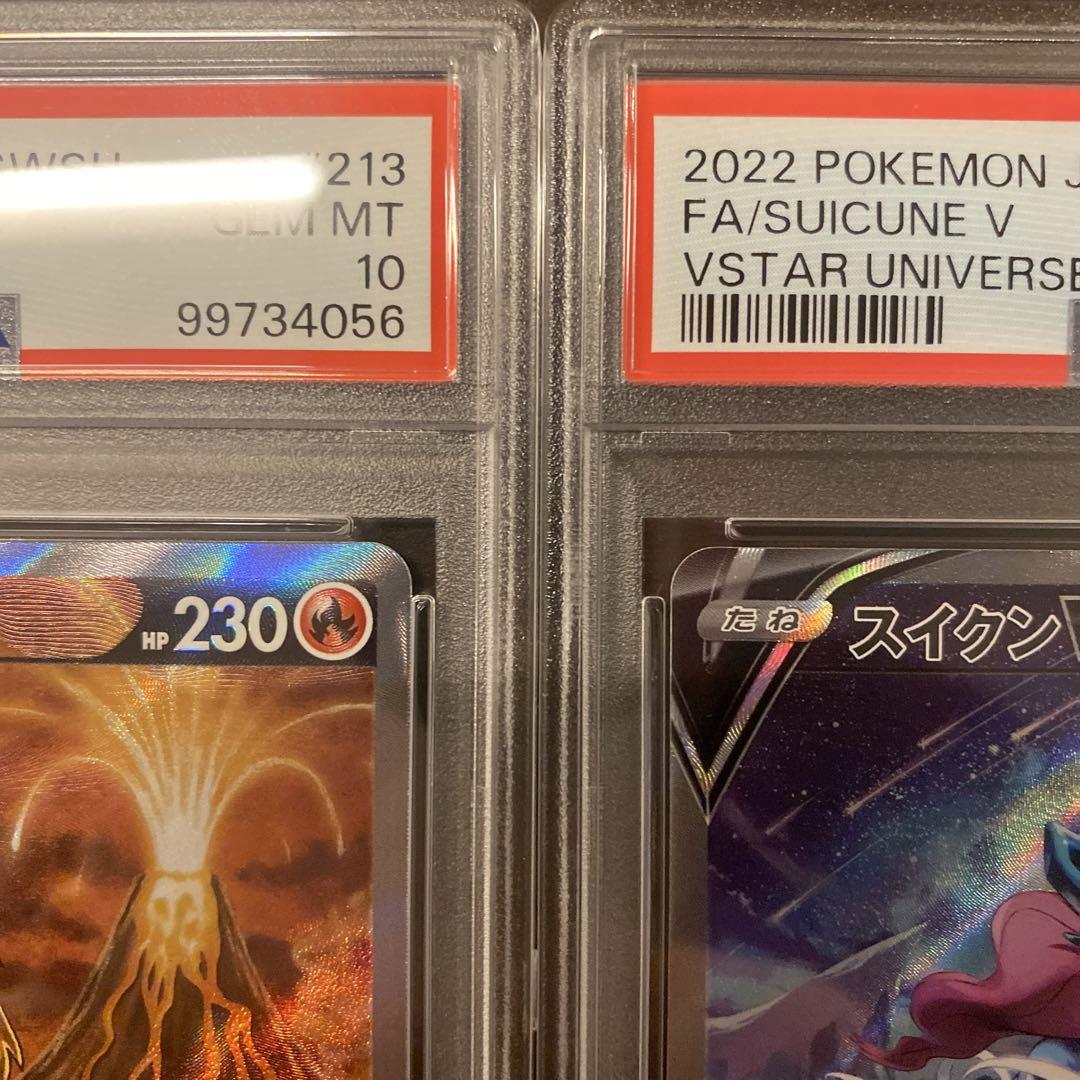 #213
GEM MT
10
99734056
2022 POKEMON J
FA/SUICUNE V
VSTAR UNIVERSE
HP 230
たね スイクン